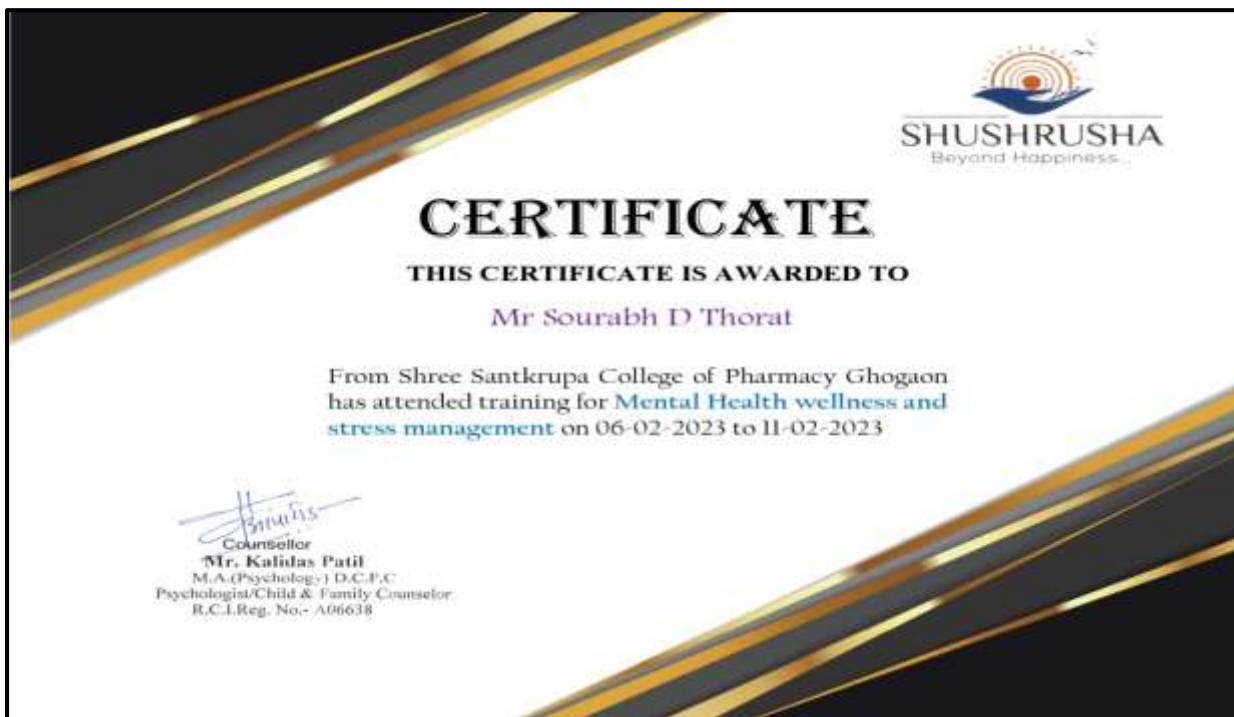 SHUSHRUSHA
Beyond Happiness...
CERTIFICATE
THIS CERTIFICATE IS AWARDED TO
Mr Sourabh D Thorat
From Shree Santkrupa College of Pharmacy Ghogaon
has attended training for Mental Health wellness and
stress management on 06-02-2023 to 11-02-2023
Counsellor
Mr. Kalidas Patil
M.A.(Psychology) D.C.F.C
Psychologist/Child & Family Counselor
R.C.I.Reg. No.- A06638